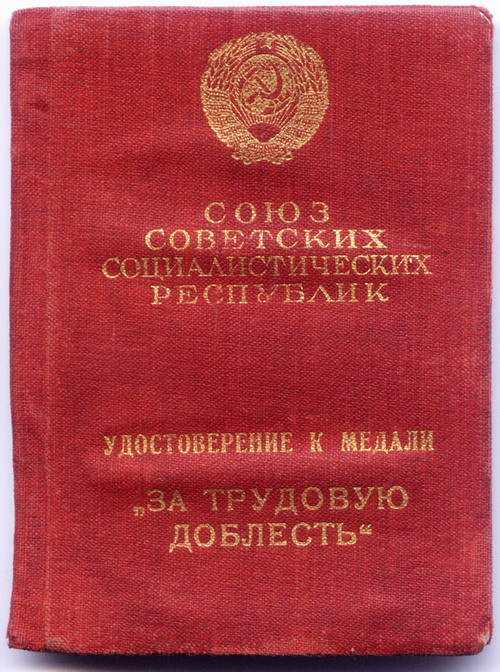 СОЮЗ
СОВЕТСКИХ
СОЦИАЛИСТИЧЕСКИХ
РЕСПУБЛИК
УДОСТОВЕРЕНИЕ К МЕДАЛИ
„ЗА ТРУДОВУЮ
ДОБЛЕСТЬ“